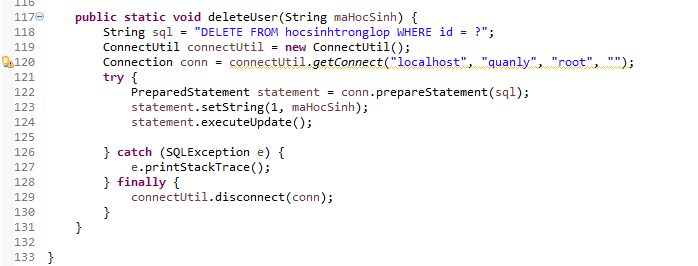 116
117 public static void deleteUser(String maHocSinh) {
118 String sql = "DELETE FROM hocsinhtronglop WHERE id = ?";
119 ConnectUtil connectUtil = new ConnectUtil();
120 Connection conn = connectUtil.getConnect("localhost", "quanly", "root", "");
121 try {
122 PreparedStatement statement = conn.prepareStatement(sql);
123 statement.setString(1, maHocSinh);
124 statement.executeUpdate();
125
126 } catch (SQLException e) {
127 e.printStackTrace();
128 } finally {
129 connectUtil.disconnect(conn);
130 }
131 }
132
133 }